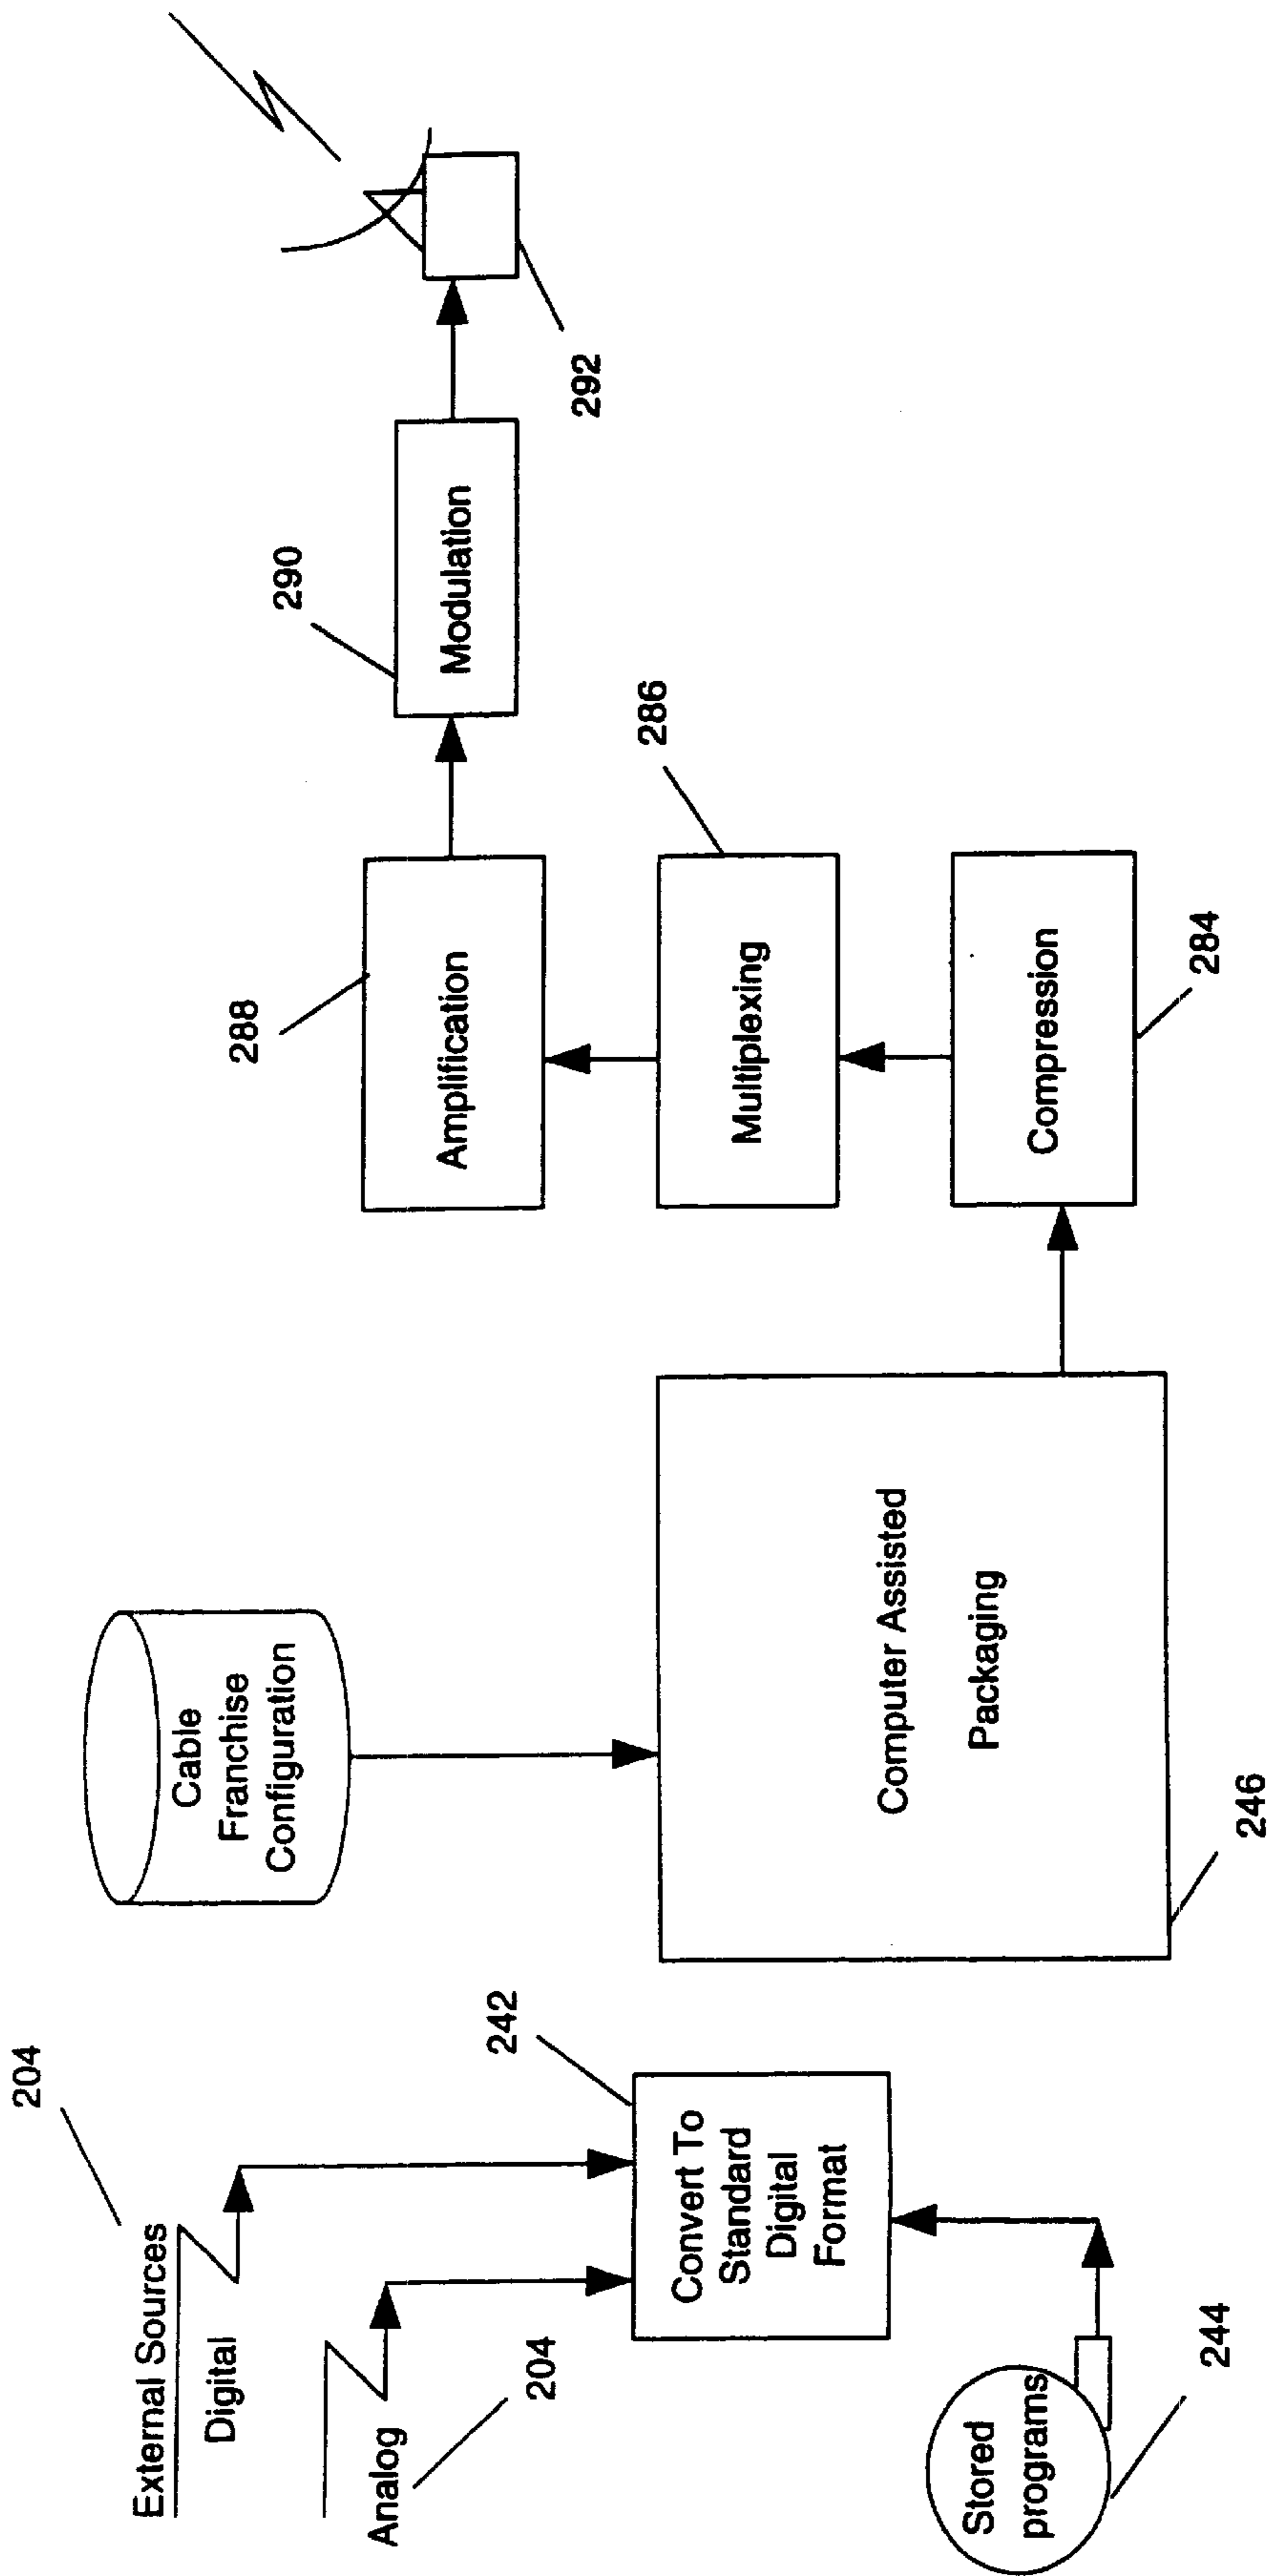 204
External Sources
Digital
Analog
204
242
Convert To
Standard
Digital
Format
Stored
programs
244
Cable
Franchise
Configuration
Computer Assisted
Packaging
246
288
Amplification
290
Modulation
292
286
Multiplexing
Compression
284